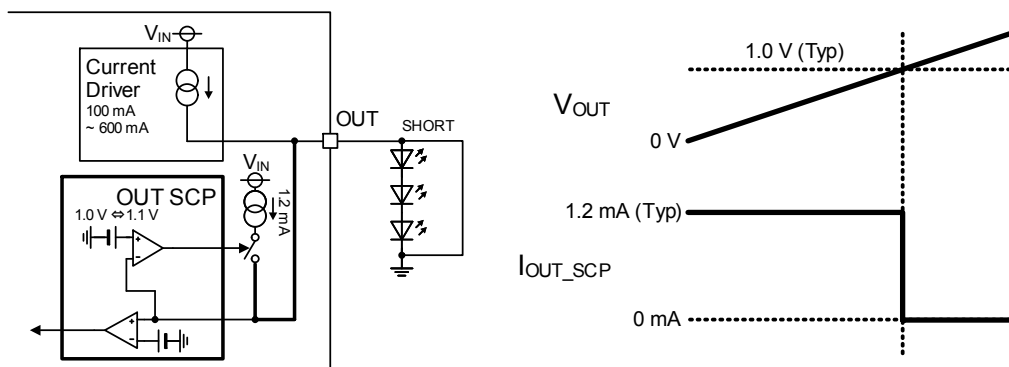 VIN
Current
Driver
100 mA
~ 600 mA
OUT
SHORT
VIN
OUT SCP
1.2 mA
1.0 V ⇔ 1.1 V
+
-
+
-
1.0 V (Typ)
VOUT
0 V
1.2 mA (Typ)
IOUT_SCP
0 mA